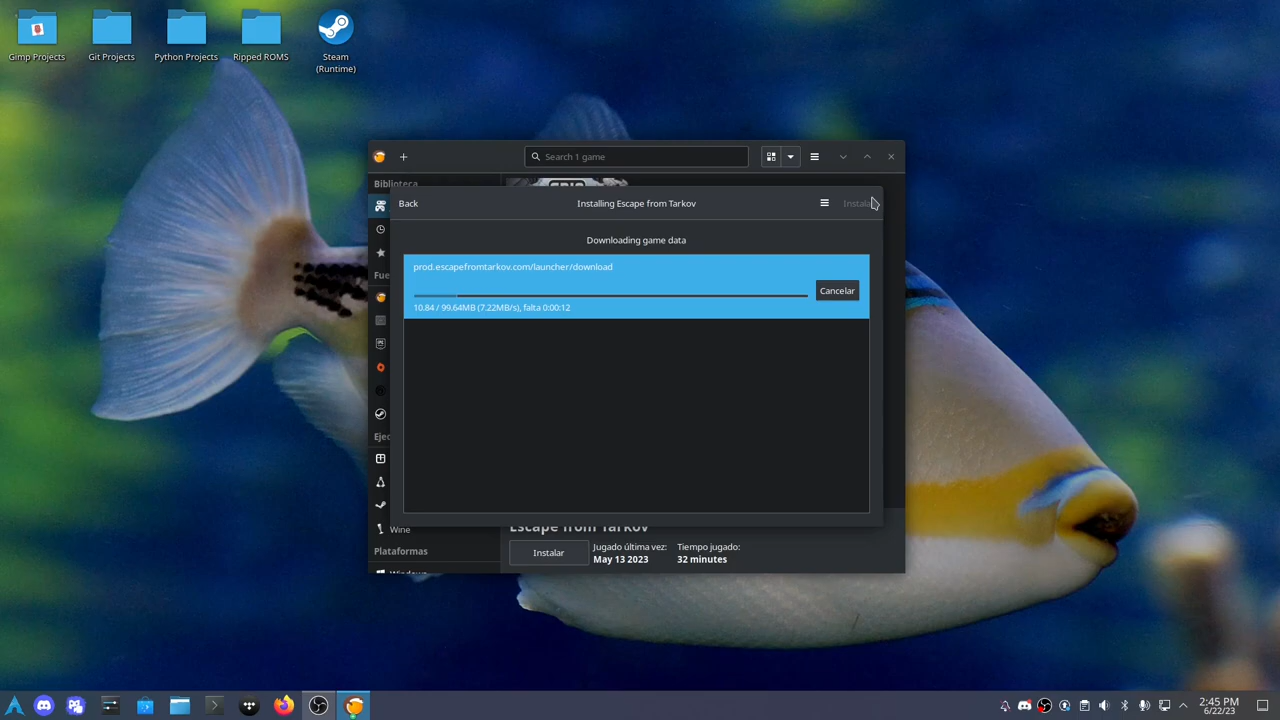 Gimp Projects
Git Projects
Python Projects
Ripped ROMS
Steam
(Runtime)
Search 1 game
Biblioteca
Back
Installing Escape from Tarkov
Downloading game data
prod.escapefromtarkov.com/launcher/download
Cancelar
10.84 / 99.64MB (7.22MB/s), falta 0:00:12
Wine
Plataformas
Windows
Escape from Tarkov
Instalar
Jugado última vez:
May 13 2023
Tiempo jugado:
32 minutes
2:45 PM
6/22/23